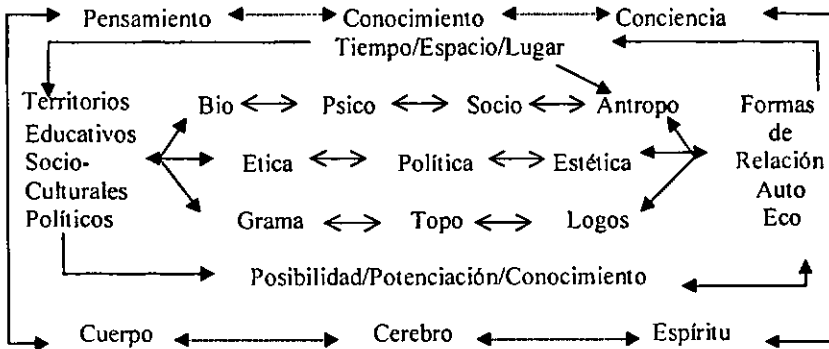 Pensamiento Conocimiento Conciencia
Tiempo/Espacio/Lugar
Territorios Bio Psico Socio Antropo Formas
Educativos de
Socio- Etica Política Estética Relación
Culturales Auto
Políticos Grama Topo Logos Eco
Posibilidad/Potenciación/Conocimiento
Cuerpo Cerebro Espíritu